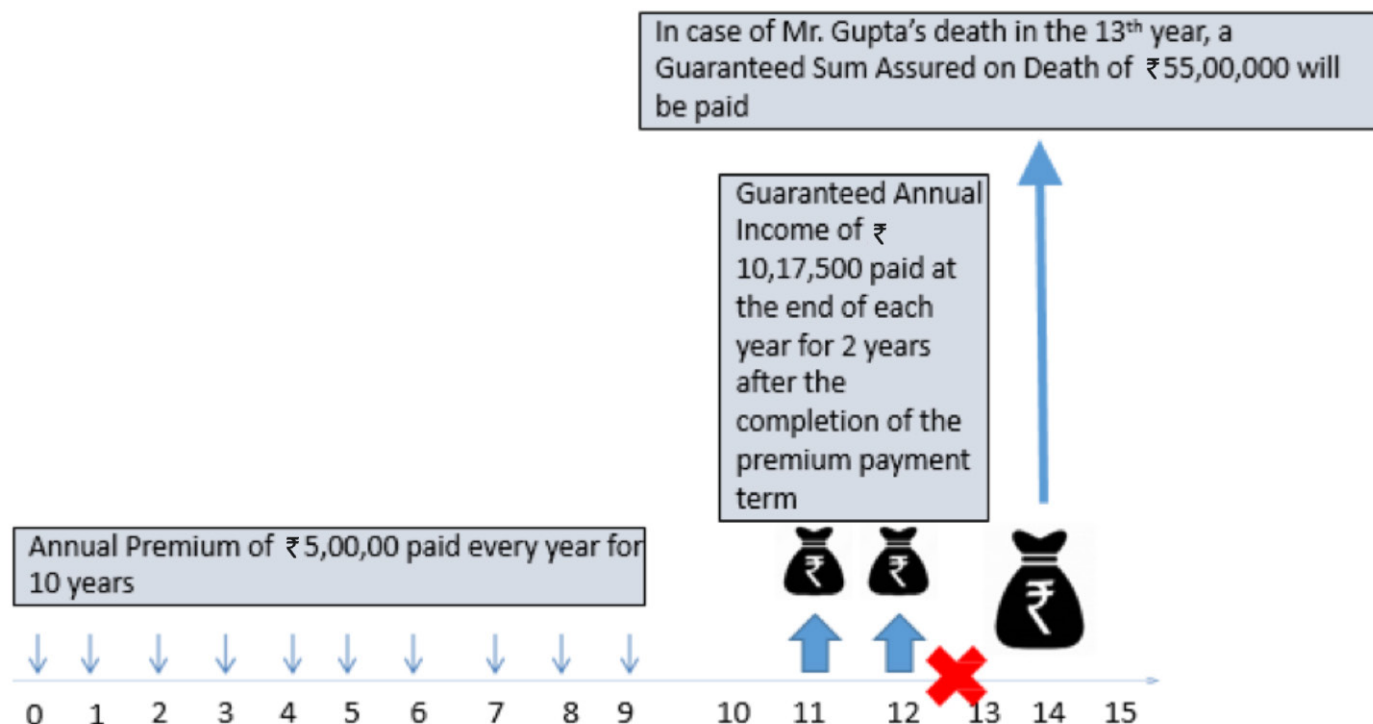 In case of Mr. Gupta's death in the 13th year, a
Guaranteed Sum Assured on Death of ₹55,00,000 will
be paid
Guaranteed Annual
Income of ₹
10,17,500 paid at
the end of each
year for 2 years
after the
completion of the
premium payment
term
Annual Premium of ₹5,00,00 paid every year for
10 years
₹ ₹ ₹
0 1 2 3 4 5 6 7 8 9 10 11 12 13 14 15